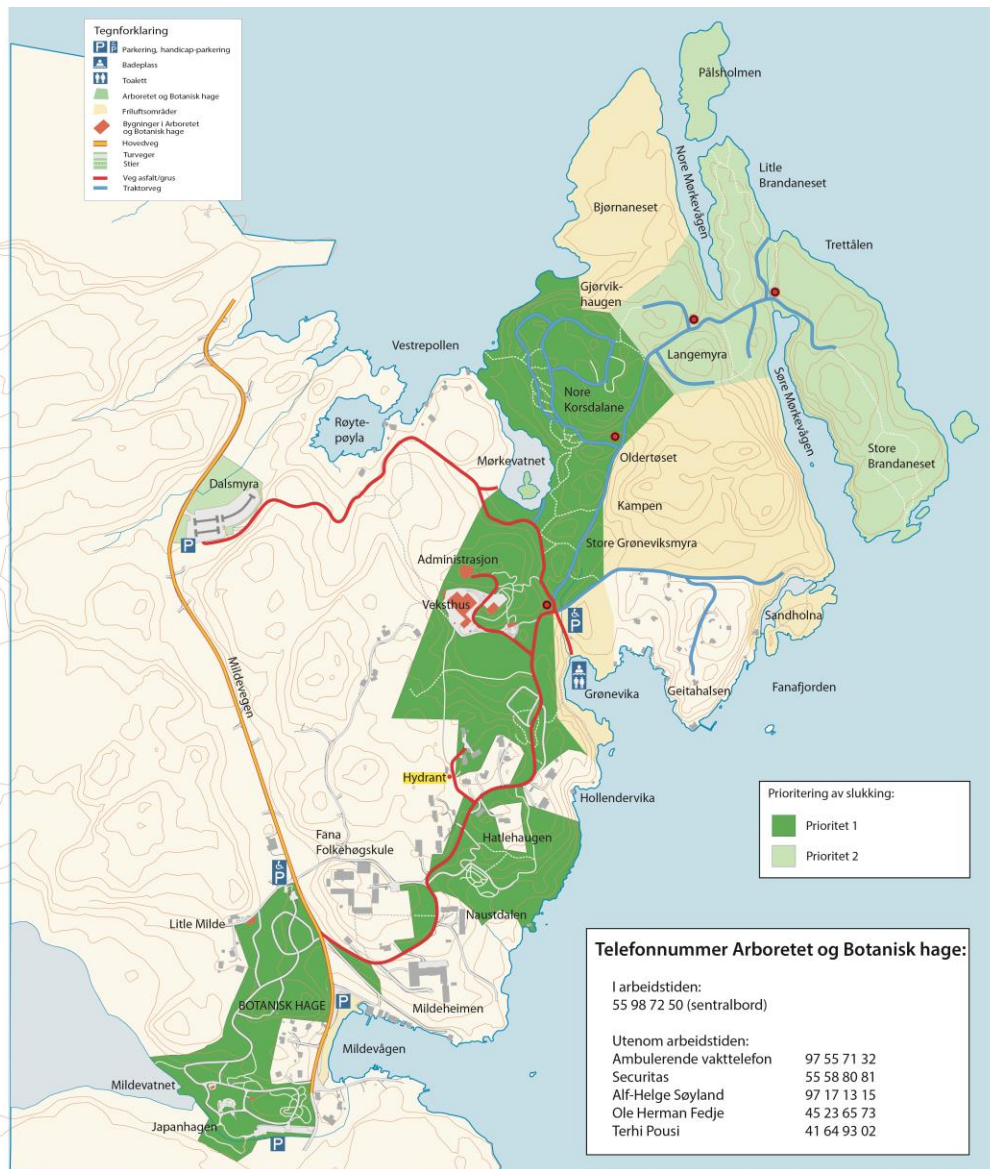 Tegnforklaring
P
Parkering, handicap-parkering
Badeplass
Toalett
Arboretet og Botanisk hage
Friluftsområder
Bygninger i Arboretet
og Botanisk hage
Hovedveg
Turveger
Stier
Veg asfalt/grus
Traktorveg
Pålsholmen
Nore Mørkevågen
Litle
Brandaneset
Bjørnaneset
Trettålen
Gjørvik-
haugen
Vestrepollen
Langemyra
Søre Mørkevågen
Nore
Korsdalane
Røyte-
pøyla
Oldertøset
Store
Brandaneset
Mørkevatnet
Dalsmyra
Kampen
P
Store Grøneviksmyra
Administrasjon
Veksthus
P
Sandholna
Grønevika
Geitahalsen
Fanafjorden
Mildevegen
Hydrant
Hollendervika
Prioritering av slukking:
Prioritet 1
Prioritet 2
Fana
Folkehøgskule
Hatlehaugen
P
Litle Milde
Naustdalen
BOTANISK HAGE
P
Mildeheimen
Mildevågen
Mildevatnet
Japanhagen
P
Telefonnummer Arboretet og Botanisk hage:
I arbeidstiden:
55 98 72 50 (sentralbord)
Utenom arbeidstiden:
Ambulerende vakttelefon 97 55 71 32
Securitas 55 58 80 81
Alf-Helge Søyland 97 17 13 15
Ole Herman Fedje 45 23 65 73
Terhi Pousi 41 64 93 02